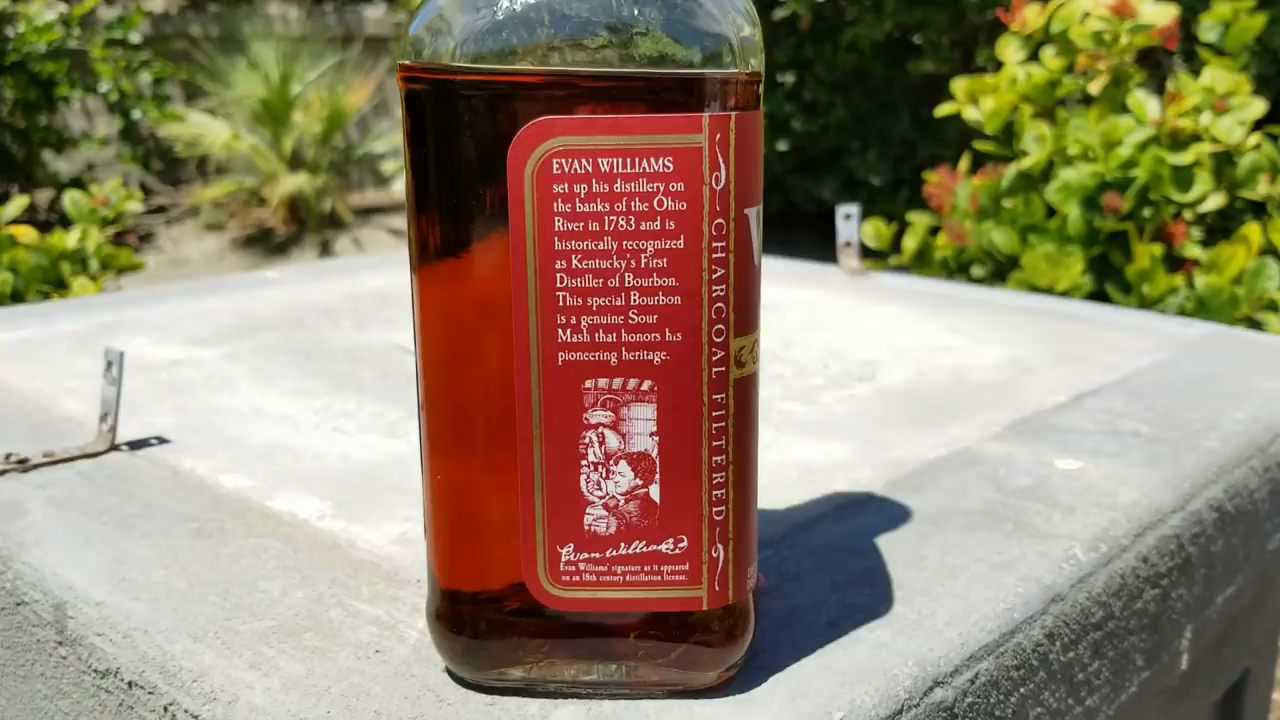 EVAN WILLIAMS
set up his distillery on
the banks of the Ohio
River in 1783 and is
historically recognized
as Kentucky's First
Distiller of Bourbon.
This special Bourbon
is a genuine Sour
Mash that honors his
pioneering heritage.
Evan Williams
Evan Williams' signature as it appeared
on an 18th century distillation license.
CHARCOAL FILTERED